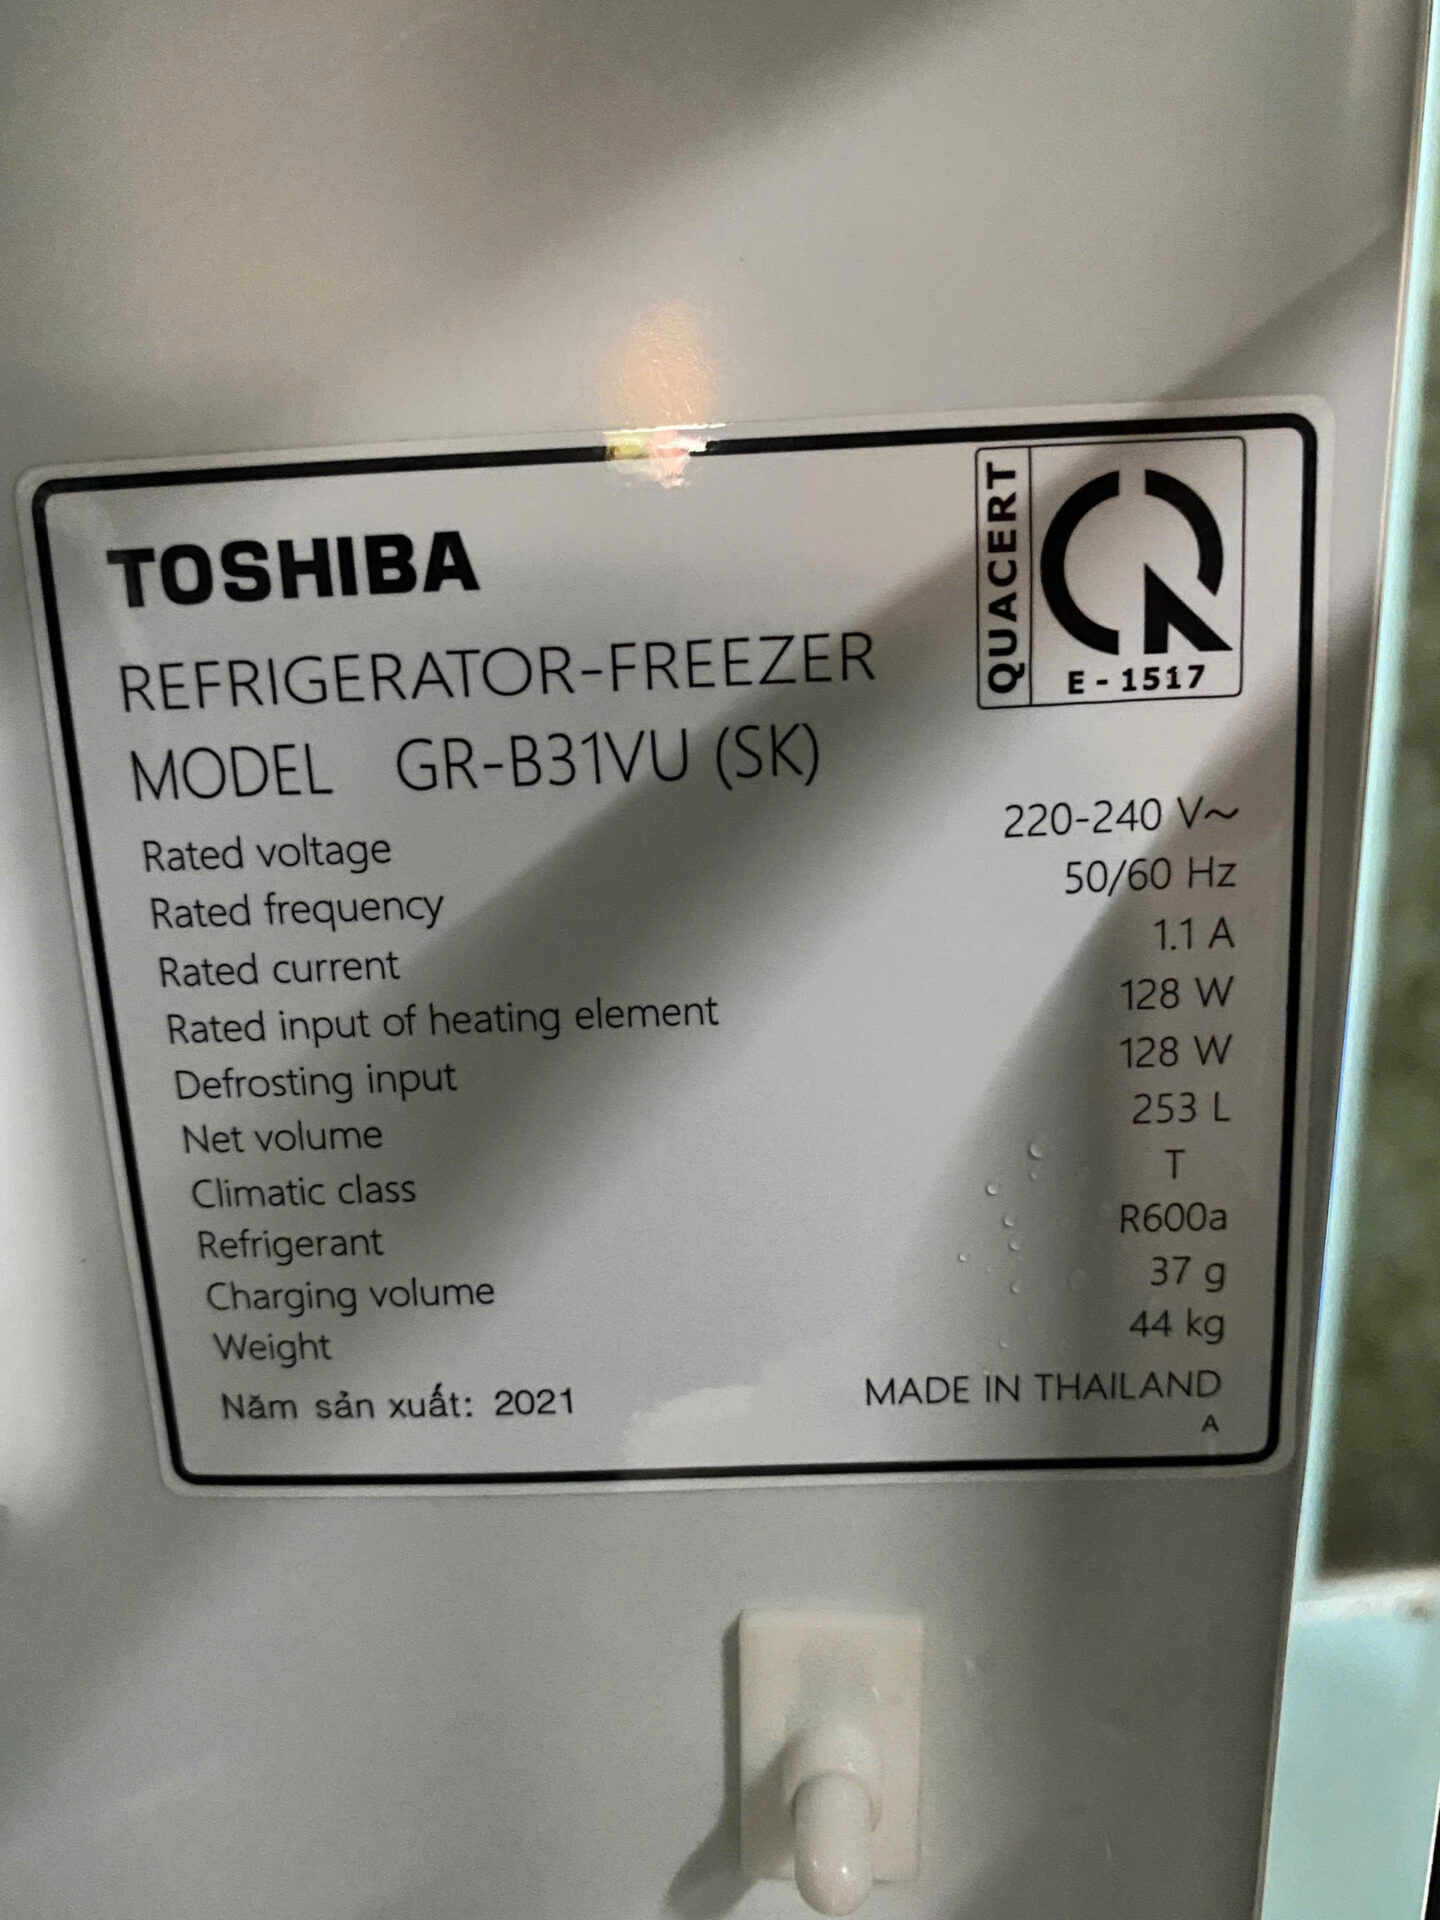 TOSHIBA
QUACERT
E - 1517
REFRIGERATOR-FREEZER
MODEL GR-B31VU (SK)
Rated voltage 220-240 V~
Rated frequency 50/60 Hz
Rated current 1.1 A
Rated input of heating element 128 W
Defrosting input 128 W
Net volume 253 L
Climatic class T
Refrigerant R600a
Charging volume 37 g
Weight 44 kg
Năm sản xuất: 2021 MADE IN THAILAND
A